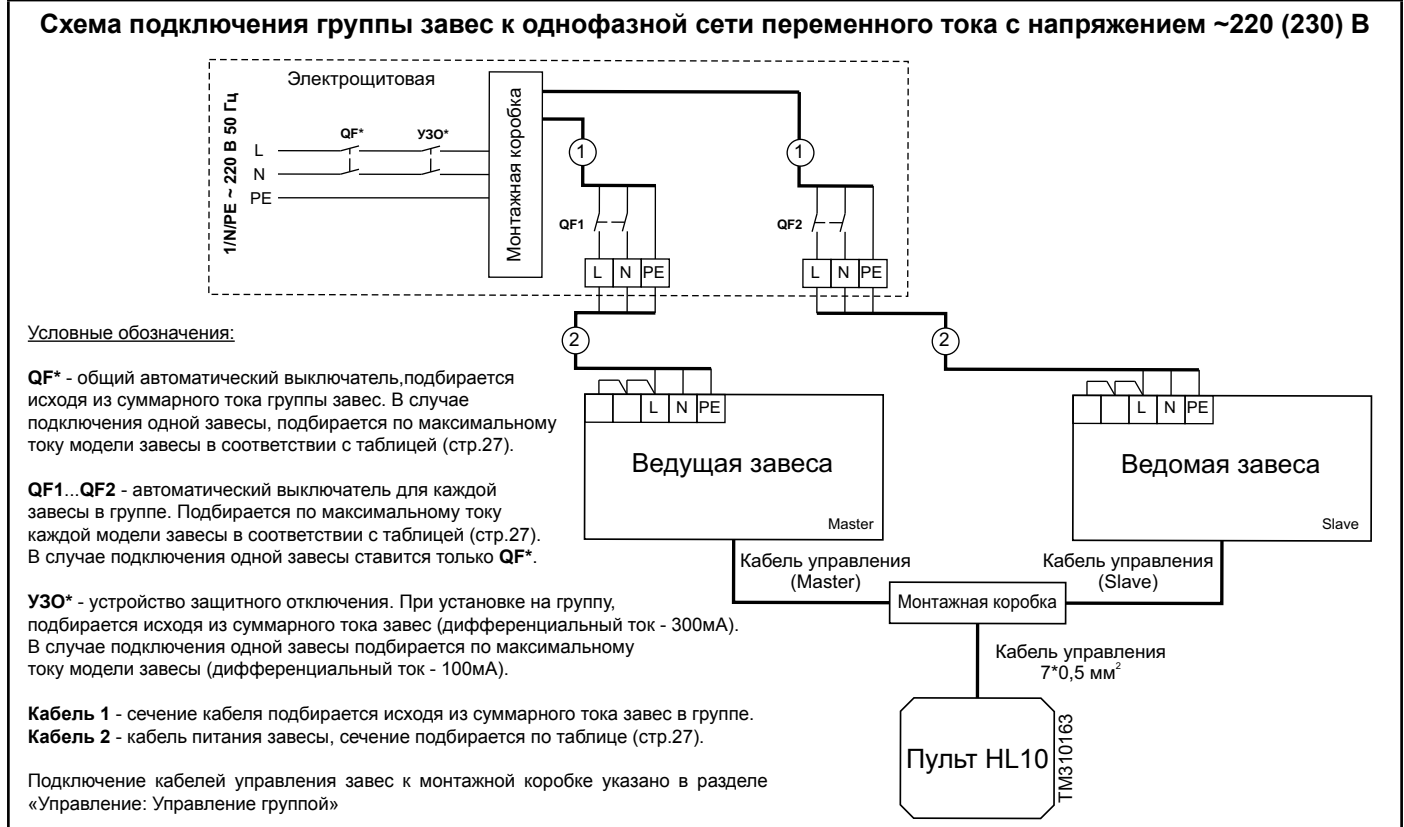 Схема подключения группы завес к однофазной сети переменного тока с напряжением ~220 (230) В
Электрощитовая
1/N/PE ~ 220 В 50 Гц
L
N
PE
QF*
УЗО*
Монтажная коробка
1
1
QF1
QF2
L N PE
L N PE
2
2
Условные обозначения:
QF* - общий автоматический выключатель,подбирается
исходя из суммарного тока группы завес. В случае
подключения одной завесы, подбирается по максимальному
току модели завесы в соответствии с таблицей (стр.27).
QF1...QF2 - автоматический выключатель для каждой
завесы в группе. Подбирается по максимальному току
каждой модели завесы в соответствии с таблицей (стр.27).
В случае подключения одной завесы ставится только QF*.
УЗО* - устройство защитного отключения. При установке на группу,
подбирается исходя из суммарного тока завес (дифференциальный ток - 300мА).
В случае подключения одной завесы подбирается по максимальному
току модели завесы (дифференциальный ток - 100мА).
Кабель 1 - сечение кабеля подбирается исходя из суммарного тока завес в группе.
Кабель 2 - кабель питания завесы, сечение подбирается по таблице (стр.27).
Подключение кабелей управления завес к монтажной коробке указано в разделе
«Управление: Управление группой»
L N PE
Ведущая завеса
Master
L N PE
Ведомая завеса
Slave
Кабель управления
(Master)
Кабель управления
(Slave)
Монтажная коробка
Кабель управления
7*0,5 мм²
Пульт HL10
TM310163